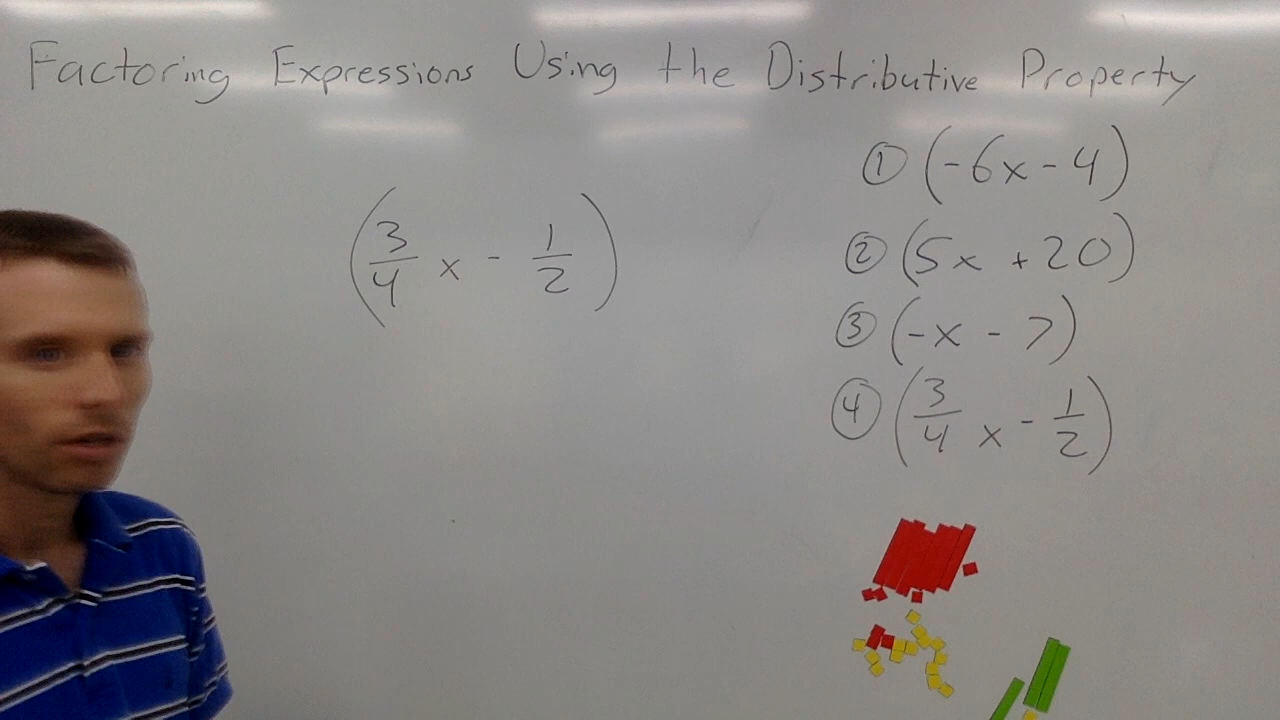 Factoring Expressions Using the Distributive Property
(3/4 x - 1/2)
① (-6x - 4)
② (5x + 20)
③ (-x - 7)
④ (3/4 x - 1/2)